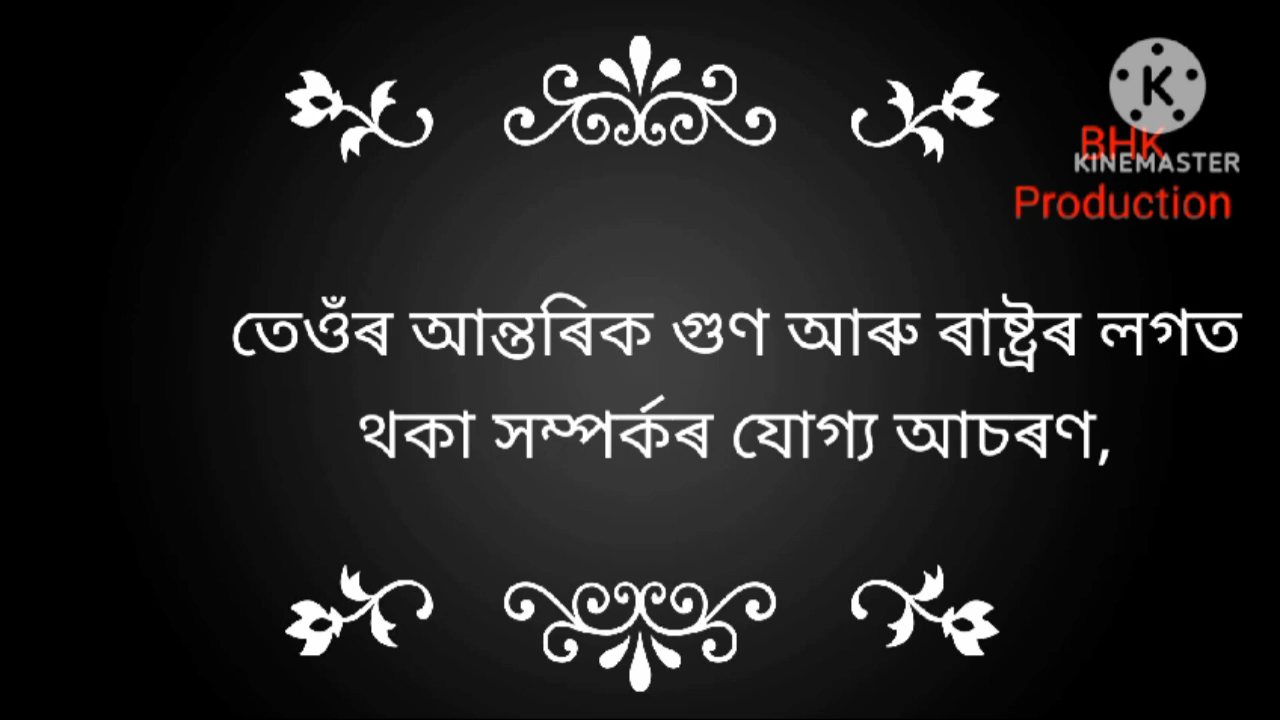 K
BHK
KINEMASTER
Production
তেওঁৰ আন্তৰিক গুণ আৰু ৰাষ্ট্ৰৰ লগত
থকা সম্পৰ্কৰ যোগ্য আচৰণ,